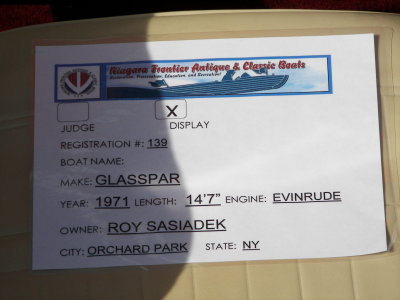 Niagara Frontier Antique & Classic Boats
Restoration, Preservation, Education, and Recreation!
X
JUDGE DISPLAY
REGISTRATION #: 139
BOAT NAME:
MAKE: GLASSPAR
YEAR: 1971 LENGTH: 14'7" ENGINE: EVINRUDE
OWNER: ROY SASIADEK
CITY: ORCHARD PARK STATE: NY